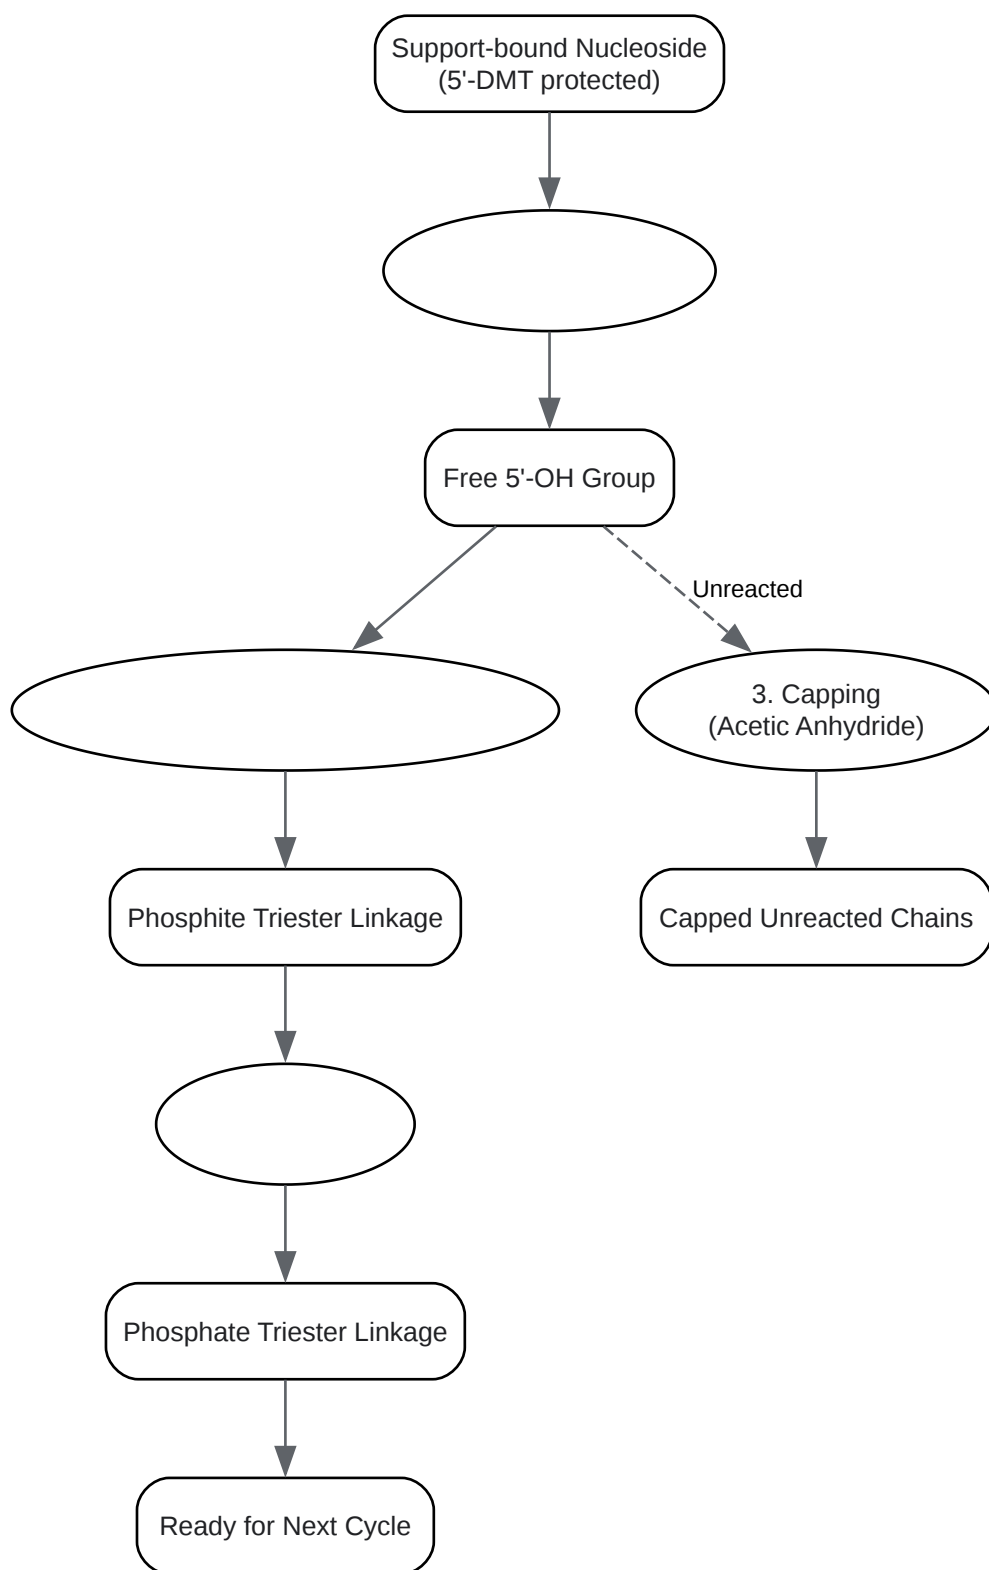 Support-bound Nucleoside
(5'-DMT protected)
Free 5'-OH Group
Unreacted
3. Capping
(Acetic Anhydride)
Phosphite Triester Linkage
Capped Unreacted Chains
Phosphate Triester Linkage
Ready for Next Cycle